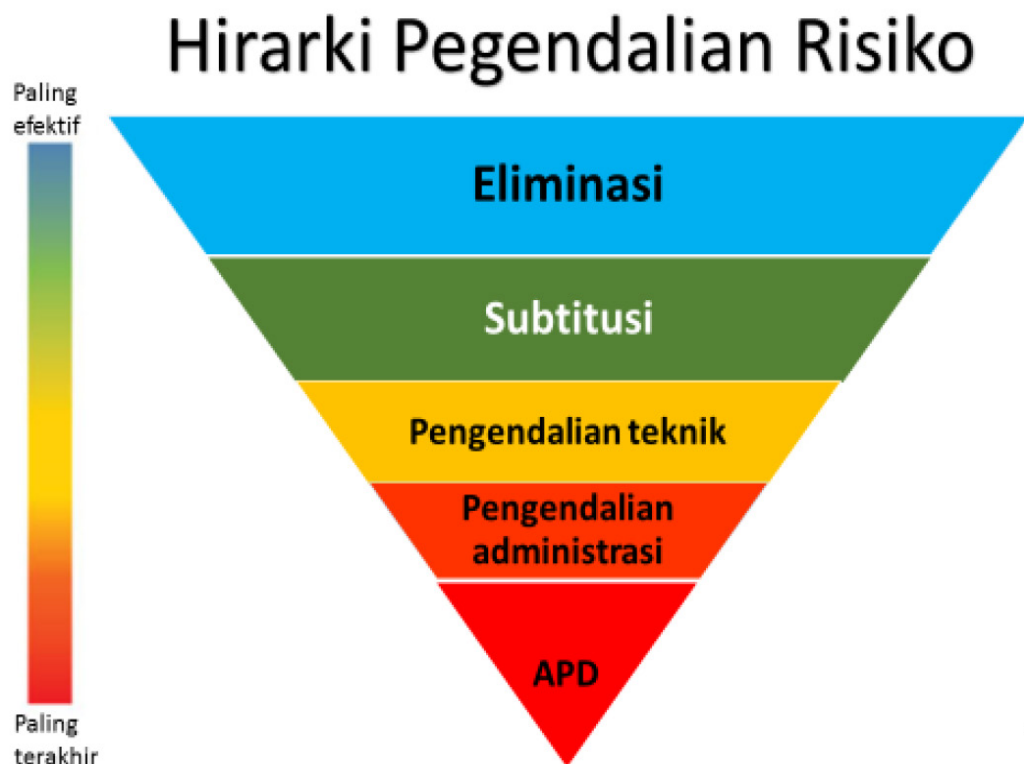 Hirarki Pegendalian Risiko
Paling
efektif
Eliminasi
Subtitusi
Pengendalian teknik
Pengendalian
administrasi
APD
Paling
terakhir